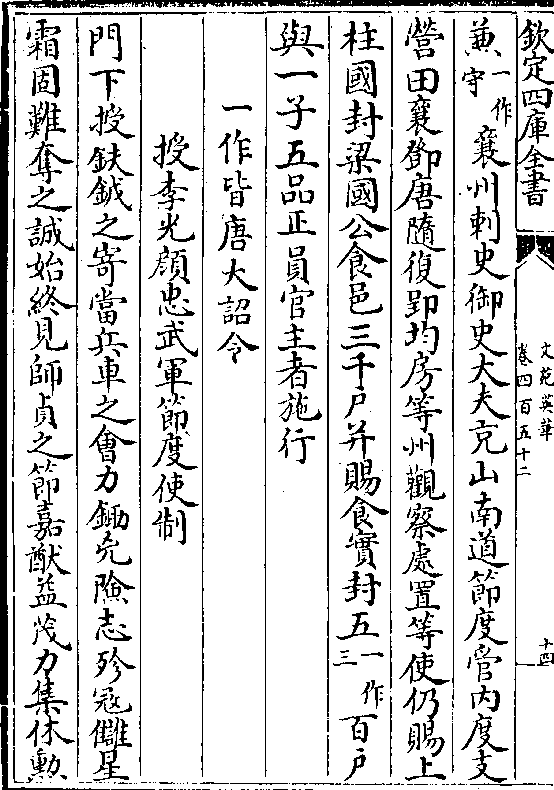 欽定四庫全書
文苑英華
卷四百五十二
十四
兼一作守襄州刺史御史大夫充山南道節度管内度支
營田襄鄧唐隨復郢均房等州觀察處置等使仍賜上
柱國封梁國公食邑三千戸并賜食實封五一作三百戸
與一子五品正員官主者施行
一作皆唐大詔令
授李光顔忠武軍節度使制
門下授鈇鉞之寄當兵車之會力鋤兇險志殄冦讎星
霜固難奪之誠始終見師貞之節嘉猷益茂力集休勲